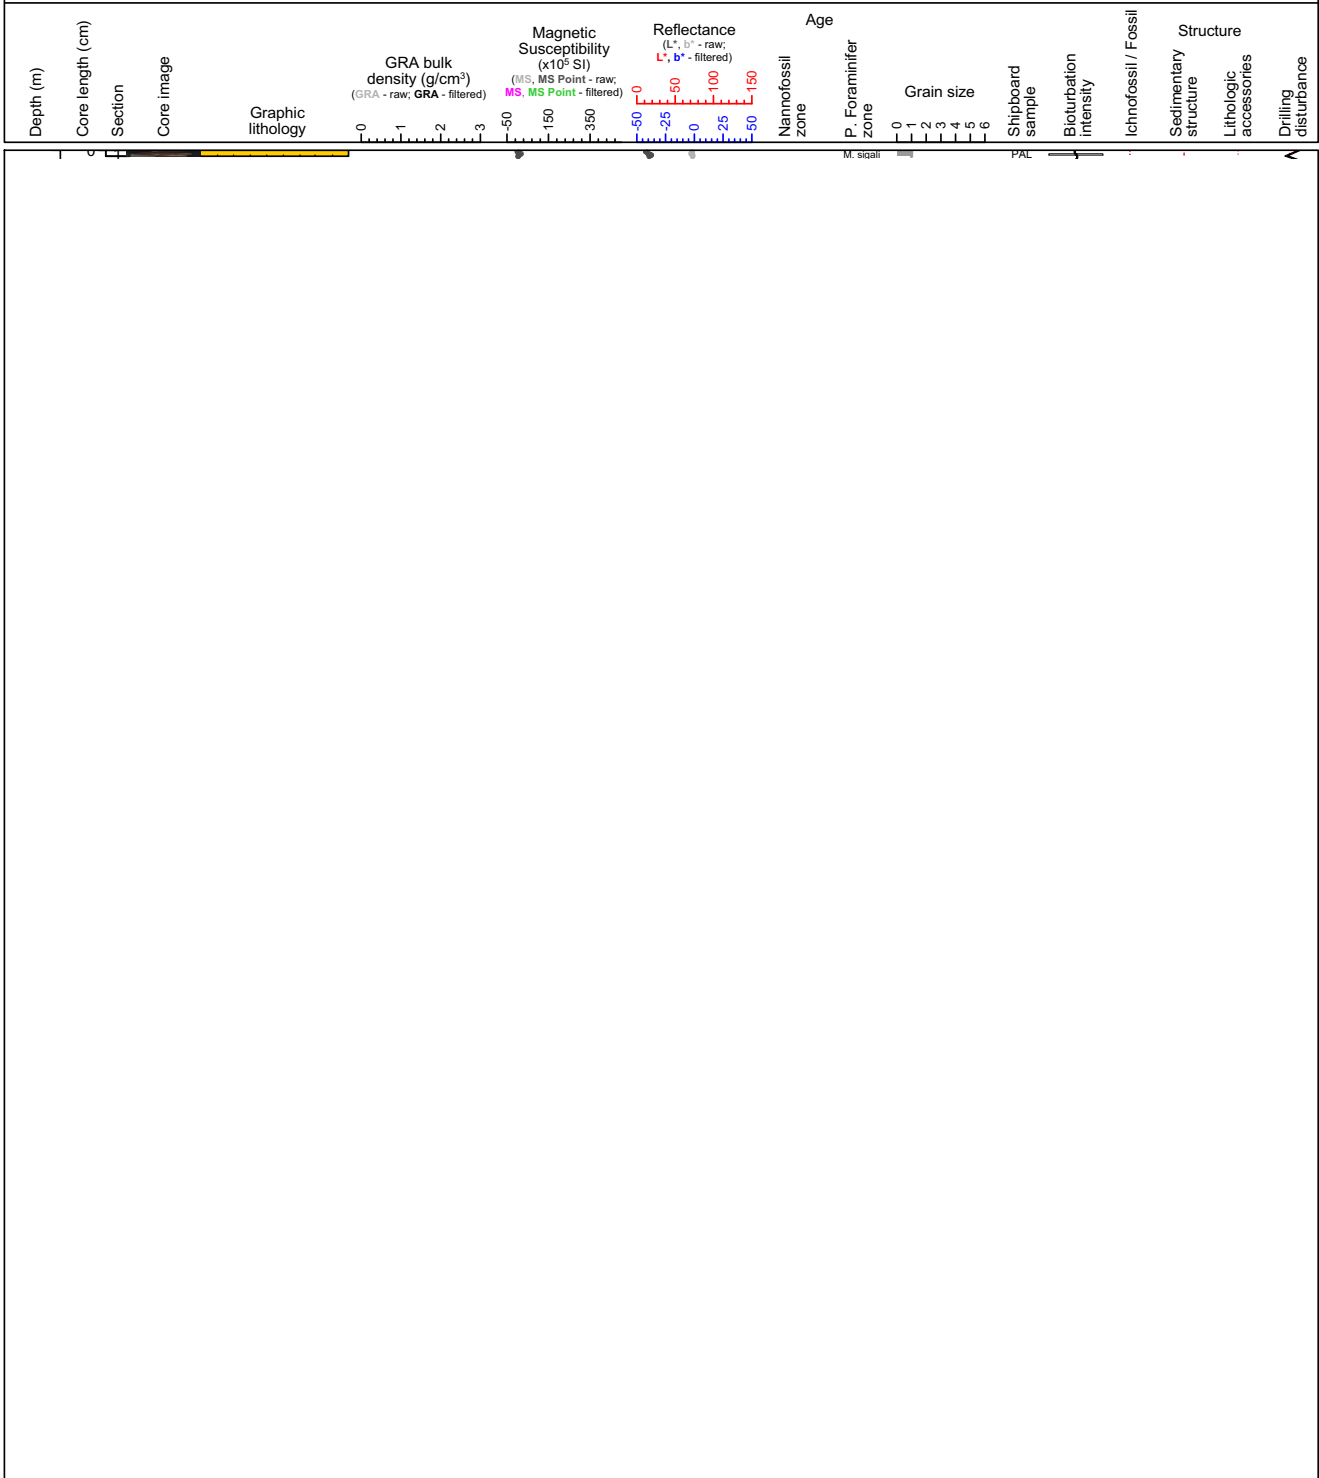 Depth (m)
Core length (cm)
Section
Core image
Graphic
lithology
GRA bulk
density (g/cm³)
(GRA - raw; GRA - filtered)
0 1 2 3
Magnetic
Susceptibility
(x10⁵ SI)
(MS, MS Point - raw;
MS, MS Point - filtered)
-50 150 350
Reflectance
(L*, b* - raw;
L*, b* - filtered)
0 50 100 150
-50 -25 0 25 50
Age
Nannofossil
zone
P. Foraminifer
zone
Grain size
0 1 2 3 4 5 6
Shipboard
sample
Bioturbation
intensity
Ichnofossil / Fossil
Structure
Sedimentary
structure
Lithologic
accessories
Drilling
disturbance
M. sigali
PAL